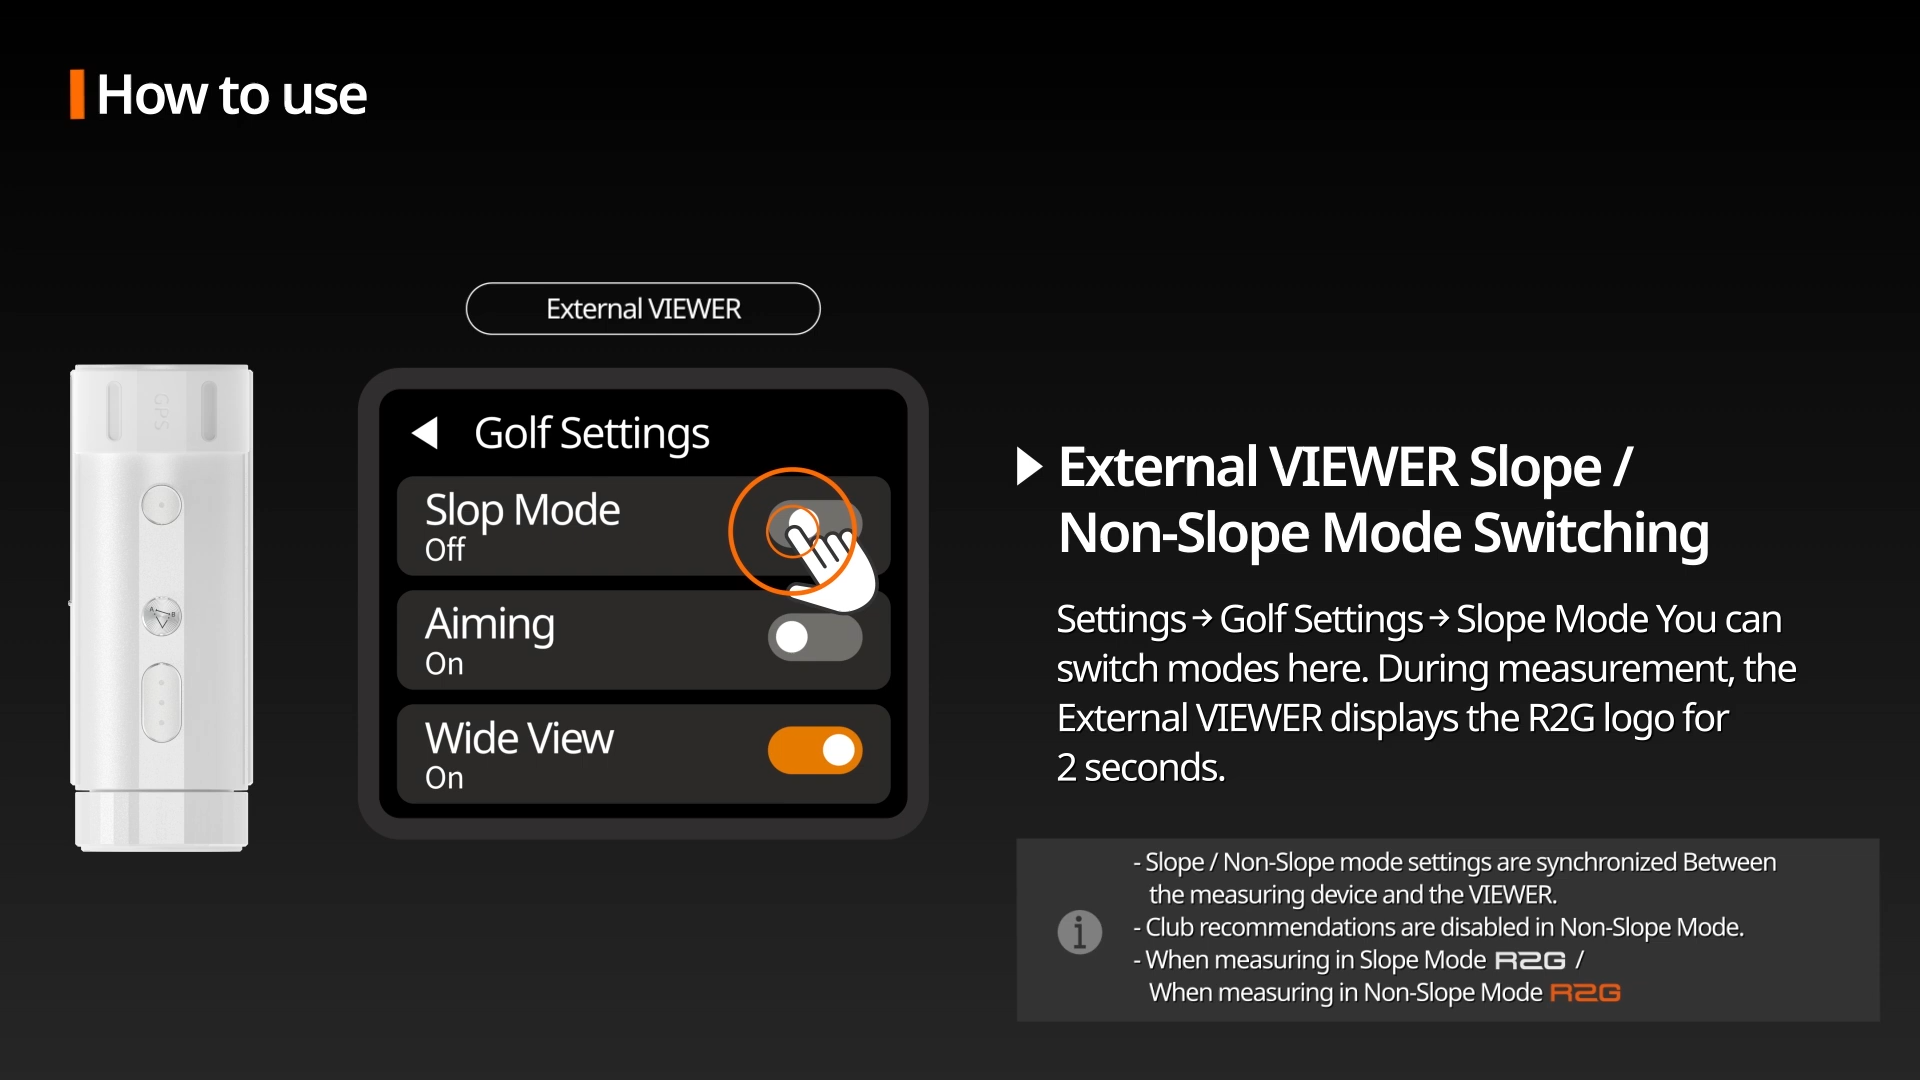 How to use
External VIEWER
GPS
Golf Settings
Slop Mode
Off
Aiming
On
Wide View
On
External VIEWER Slope /
Non-Slope Mode Switching
Settings → Golf Settings → Slope Mode You can
switch modes here. During measurement, the
External VIEWER displays the R2G logo for
2 seconds.
- Slope / Non-Slope mode settings are synchronized Between
the measuring device and the VIEWER.
- Club recommendations are disabled in Non-Slope Mode.
- When measuring in Slope Mode R2G /
When measuring in Non-Slope Mode R2G